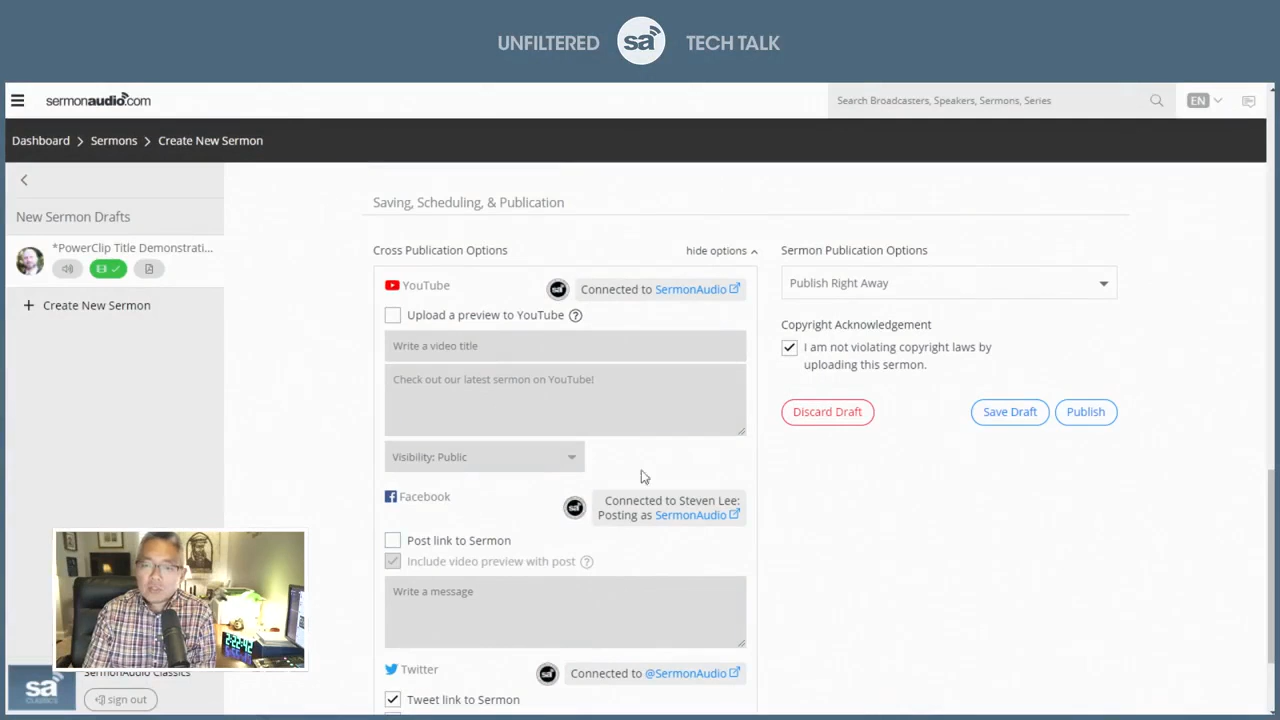 UNFILTERED sa TECH TALK
sermonaudio.com
Search Broadcasters, Speakers, Sermons, Series
EN
Dashboard > Sermons > Create New Sermon
New Sermon Drafts
*PowerClip Title Demonstrati...
+ Create New Sermon
Saving, Scheduling, & Publication
Cross Publication Options
hide options
YouTube
sa Connected to SermonAudio
Upload a preview to YouTube ?
Write a video title
Check out our latest sermon on YouTube!
Visibility: Public
Facebook
sa Connected to Steven Lee:
Posting as SermonAudio
Post link to Sermon
Include video preview with post ?
Write a message
Twitter
sa Connected to @SermonAudio
Tweet link to Sermon
Sermon Publication Options
Publish Right Away
Copyright Acknowledgement
I am not violating copyright laws by
uploading this sermon.
Discard Draft
Save Draft
Publish
SermonAudio Classics
sa
CLASSICS
sign out